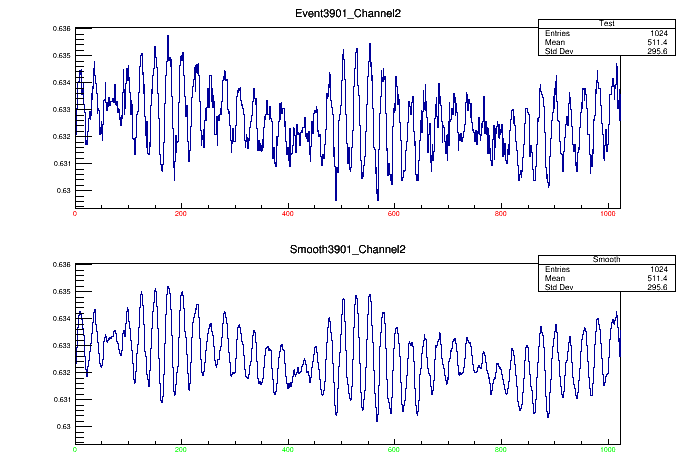 Event3901_Channel2
Test
Entries 1024
Mean 511.4
Std Dev 295.6
0.636
0.635
0.634
0.633
0.632
0.631
0.63
0 200 400 600 800 1000
Smooth3901_Channel2
Smooth
Entries 1024
Mean 511.4
Std Dev 295.6
0.636
0.635
0.634
0.633
0.632
0.631
0.63
0 200 400 600 800 1000